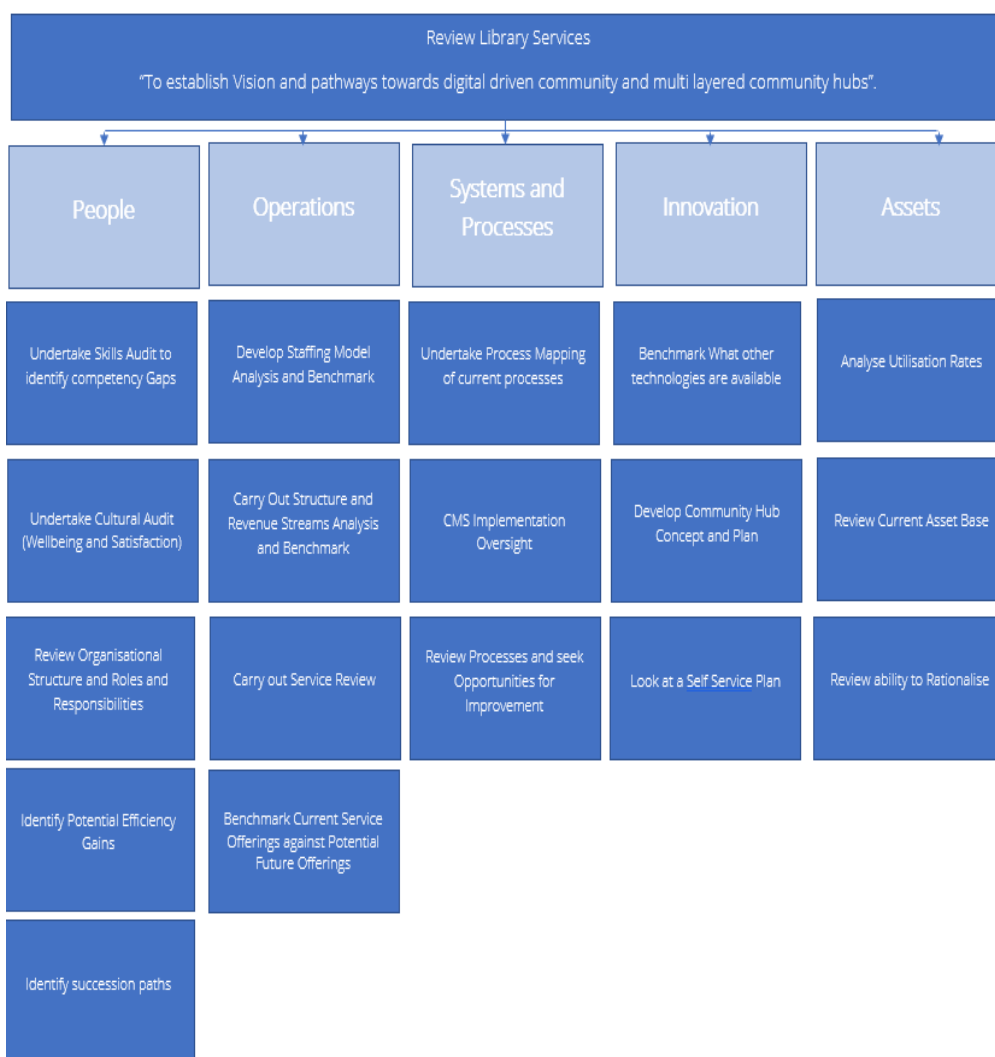 Review Library Services
“To establish Vision and pathways towards digital driven community and multi layered community hubs”.
People
Operations
Systems and
Processes
Innovation
Assets
Undertake Skills Audit to
identify competency Gaps
Develop Staffing Model
Analysis and Benchmark
Undertake Process Mapping
of current processes
Benchmark What other
technologies are available
Analyse Utilisation Rates
Undertake Cultural Audit
(Wellbeing and Satisfaction)
Carry Out Structure and
Revenue Streams Analysis
and Benchmark
CMS Implementation
Oversight
Develop Community Hub
Concept and Plan
Review Current Asset Base
Review Organisational
Structure and Roles and
Responsibilities
Carry out Service Review
Review Processes and seek
Opportunities for
Improvement
Look at a Self Service Plan
Review ability to Rationalise
Identify Potential Efficiency
Gains
Benchmark Current Service
Offerings against Potential
Future Offerings
Identify succession paths